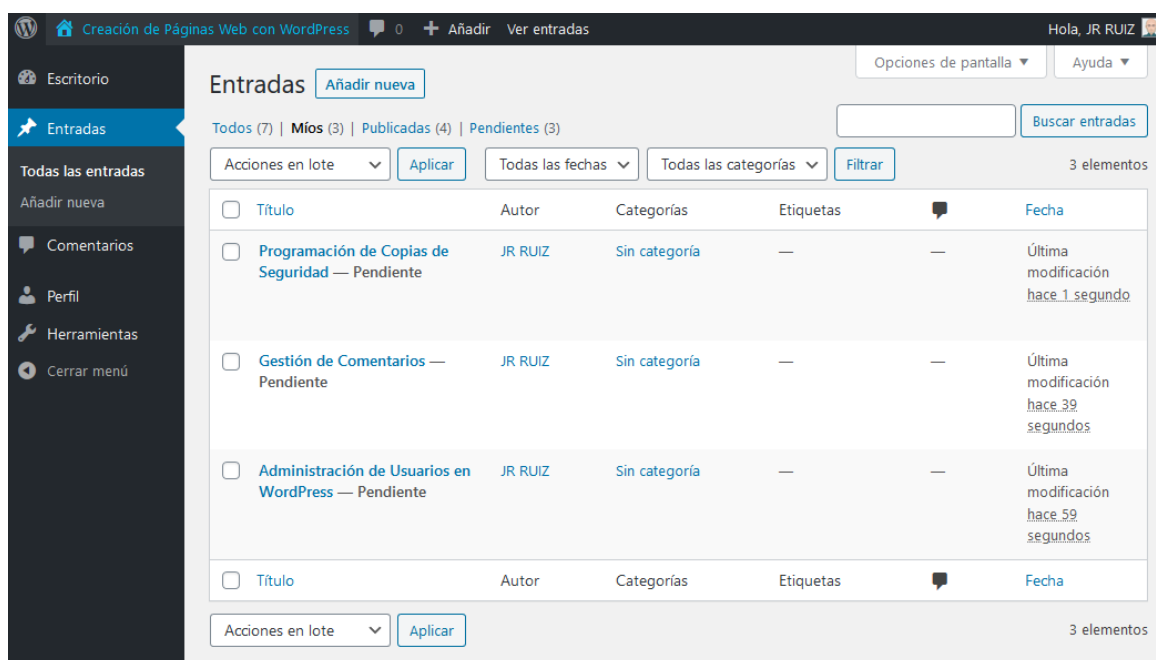 Creación de Páginas Web con WordPress 0 Añadir Ver entradas Hola, JR RUIZ
Opciones de pantalla Ayuda
Escritorio
Entradas
Todas las entradas
Añadir nueva
Comentarios
Perfil
Herramientas
Cerrar menú
Entradas Añadir nueva
Todos (7) | Míos (3) | Publicadas (4) | Pendientes (3)
Buscar entradas
Acciones en lote Aplicar Todas las fechas Todas las categorías Filtrar 3 elementos
Título Autor Categorías Etiquetas Fecha
Programación de Copias de
Seguridad — Pendiente
JR RUIZ
Sin categoría
—
—
Última
modificación
hace 1 segundo
Gestión de Comentarios —
Pendiente
JR RUIZ
Sin categoría
—
—
Última
modificación
hace 39
segundos
Administración de Usuarios en
WordPress — Pendiente
JR RUIZ
Sin categoría
—
—
Última
modificación
hace 59
segundos
Título Autor Categorías Etiquetas Fecha
Acciones en lote Aplicar 3 elementos